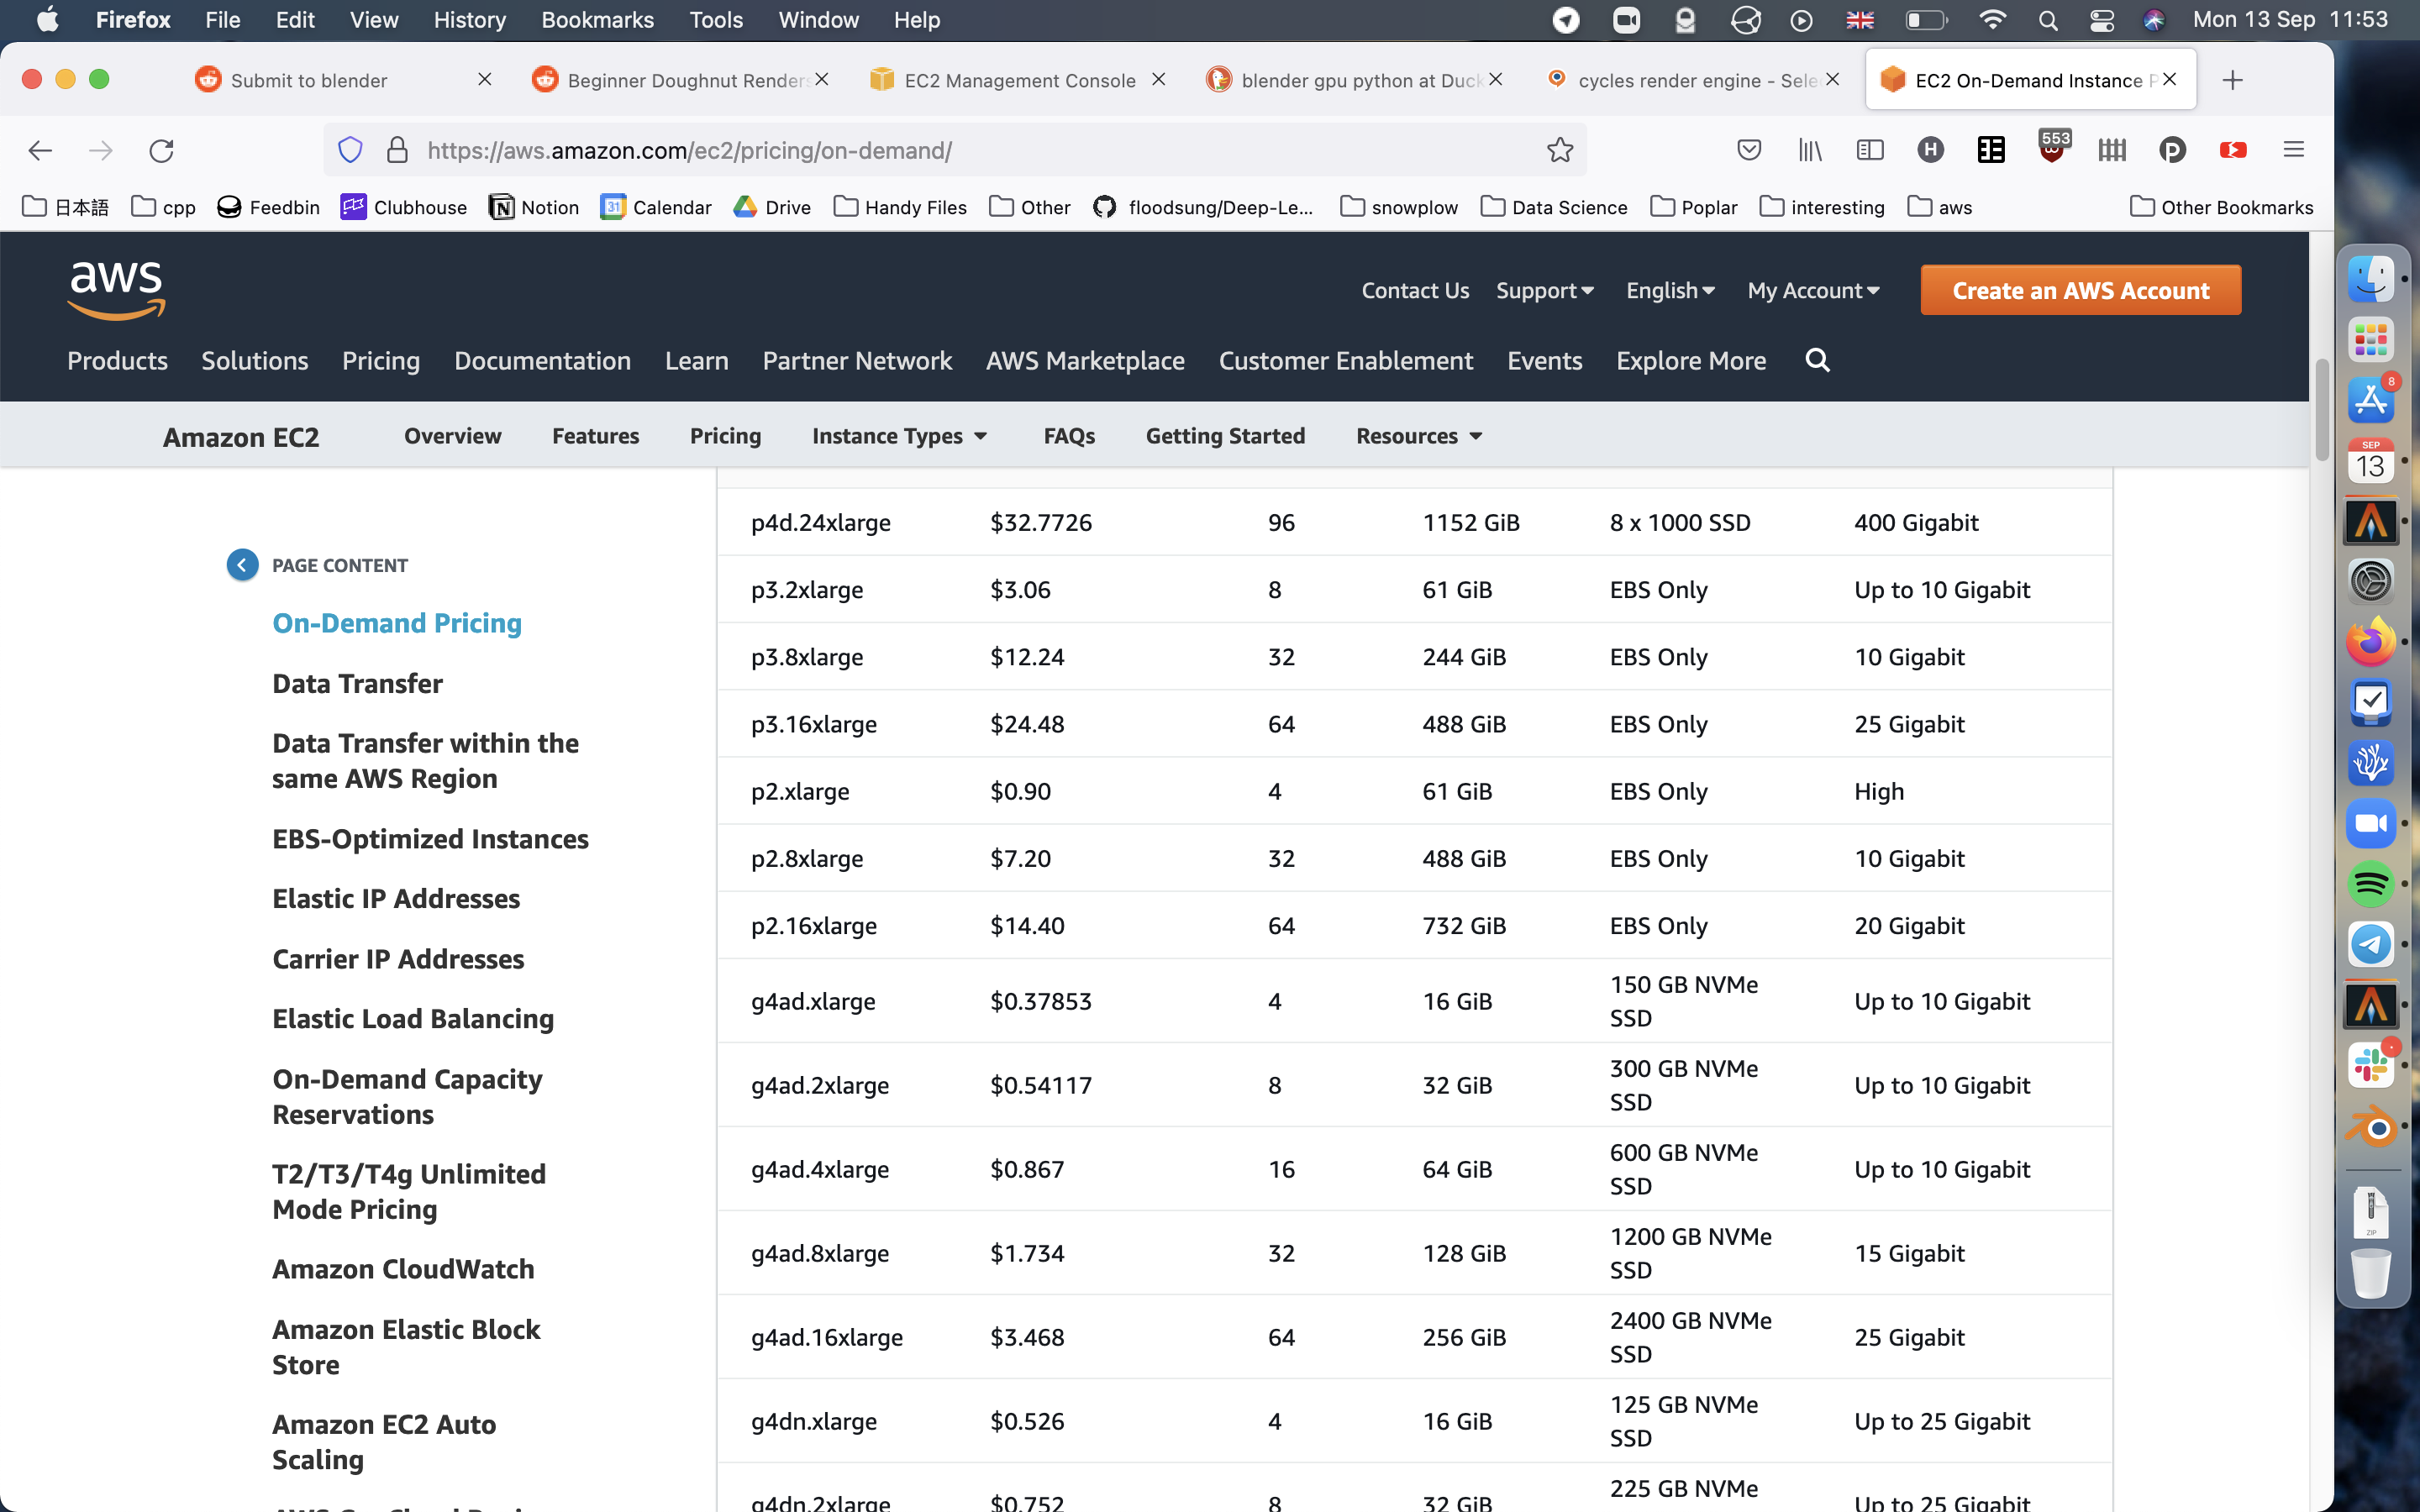 Firefox File Edit View History Bookmarks Tools Window Help Mon 13 Sep 11:53
Submit to blender
Beginner Doughnut Renders
EC2 Management Console
blender gpu python at Duck
cycles render engine - Sele
EC2 On-Demand Instance P
https://aws.amazon.com/ec2/pricing/on-demand/
H 553
日本語 cpp Feedbin Clubhouse Notion 31 Calendar Drive Handy Files Other floodsung/Deep-Le... snowplow Data Science Poplar interesting aws Other Bookmarks
aws
Contact Us Support English My Account Create an AWS Account
Products Solutions Pricing Documentation Learn Partner Network AWS Marketplace Customer Enablement Events Explore More
Amazon EC2 Overview Features Pricing Instance Types FAQs Getting Started Resources
PAGE CONTENT
On-Demand Pricing
Data Transfer
Data Transfer within the
same AWS Region
EBS-Optimized Instances
Elastic IP Addresses
Carrier IP Addresses
Elastic Load Balancing
On-Demand Capacity
Reservations
T2/T3/T4g Unlimited
Mode Pricing
Amazon CloudWatch
Amazon Elastic Block
Store
Amazon EC2 Auto
Scaling
p4d.24xlarge $32.7726 96 1152 GiB 8 x 1000 SSD 400 Gigabit
p3.2xlarge $3.06 8 61 GiB EBS Only Up to 10 Gigabit
p3.8xlarge $12.24 32 244 GiB EBS Only 10 Gigabit
p3.16xlarge $24.48 64 488 GiB EBS Only 25 Gigabit
p2.xlarge $0.90 4 61 GiB EBS Only High
p2.8xlarge $7.20 32 488 GiB EBS Only 10 Gigabit
p2.16xlarge $14.40 64 732 GiB EBS Only 20 Gigabit
g4ad.xlarge $0.37853 4 16 GiB 150 GB NVMe SSD Up to 10 Gigabit
g4ad.2xlarge $0.54117 8 32 GiB 300 GB NVMe SSD Up to 10 Gigabit
g4ad.4xlarge $0.867 16 64 GiB 600 GB NVMe SSD Up to 10 Gigabit
g4ad.8xlarge $1.734 32 128 GiB 1200 GB NVMe SSD 15 Gigabit
g4ad.16xlarge $3.468 64 256 GiB 2400 GB NVMe SSD 25 Gigabit
g4dn.xlarge $0.526 4 16 GiB 125 GB NVMe SSD Up to 25 Gigabit
g4dn.2xlarge $0.752 8 32 GiB 225 GB NVMe Up to 25 Gigabit
8
SEP
13
ZIP